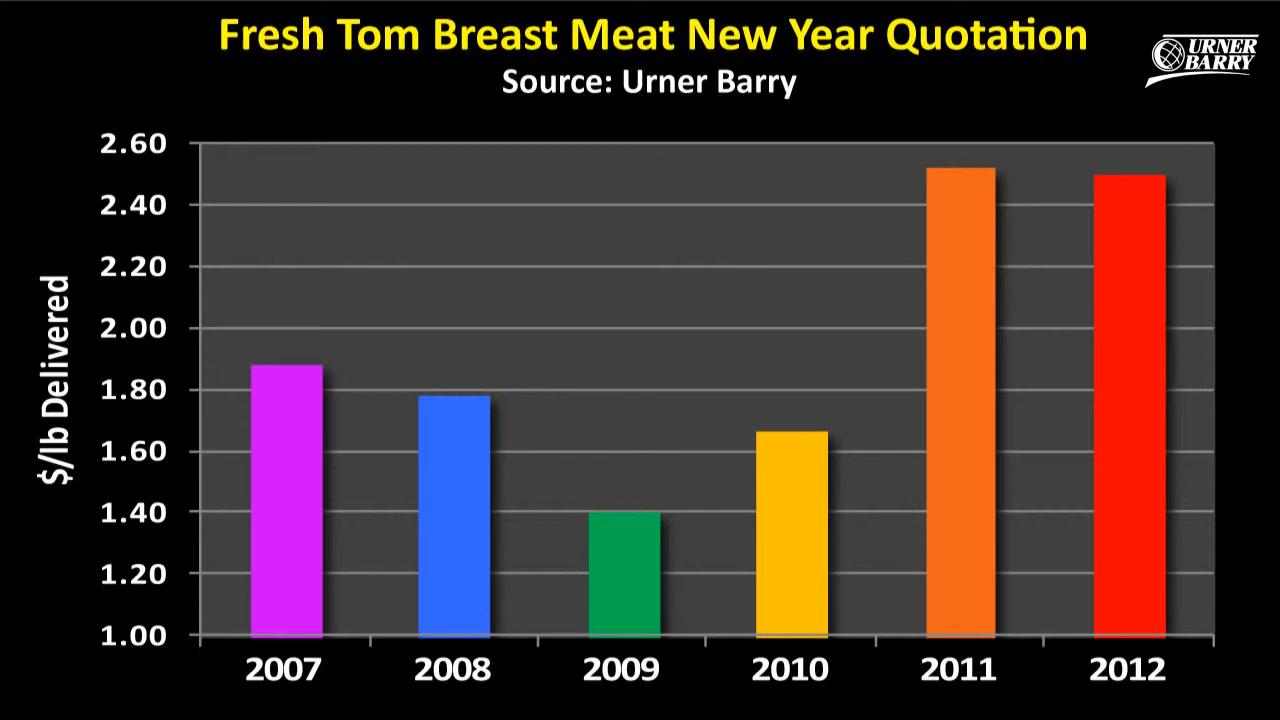 Fresh Tom Breast Meat New Year Quotation
Source: Urner Barry
URNER
BARRY
$/lb Delivered
2.60
2.40
2.20
2.00
1.80
1.60
1.40
1.20
1.00
2007 2008 2009 2010 2011 2012